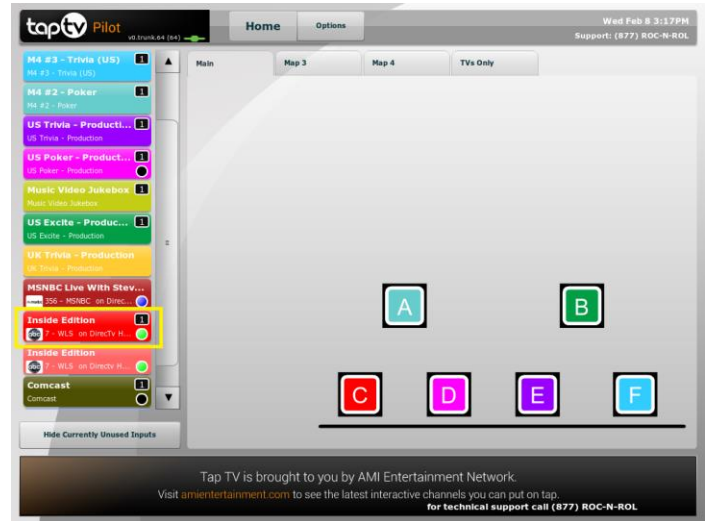 taptv Pilot
v0.trunk.64 (64)
Home
Options
Wed Feb 8 3:17PM
Support: (877) ROC-N-ROL
M4 #3 - Trivia (US) 1
M4 #3 - Trivia (US)
M4 #2 - Poker 1
M4 #2 - Poker
US Trivia - Producti... 1
US Trivia - Production
US Poker - Product... 1
US Poker - Production
Music Video Jukebox 1
Music Video Jukebox
US Excite - Produc... 1
US Excite - Production
UK Trivia - Production
UK Trivia - Production
MSNBC Live With Stev...
356 - MSNBC on Direc...
Inside Edition 1
abc 7 - WLS on DirecTV H...
Inside Edition
abc 7 - WLS on DirecTV H...
Comcast 1
Comcast
Hide Currently Unused Inputs
Main
Map 3
Map 4
TVs Only
A
B
C
D
E
F
Tap TV is brought to you by AMI Entertainment Network.
Visit amientertainment.com to see the latest interactive channels you can put on tap.
for technical support call (877) ROC-N-ROL